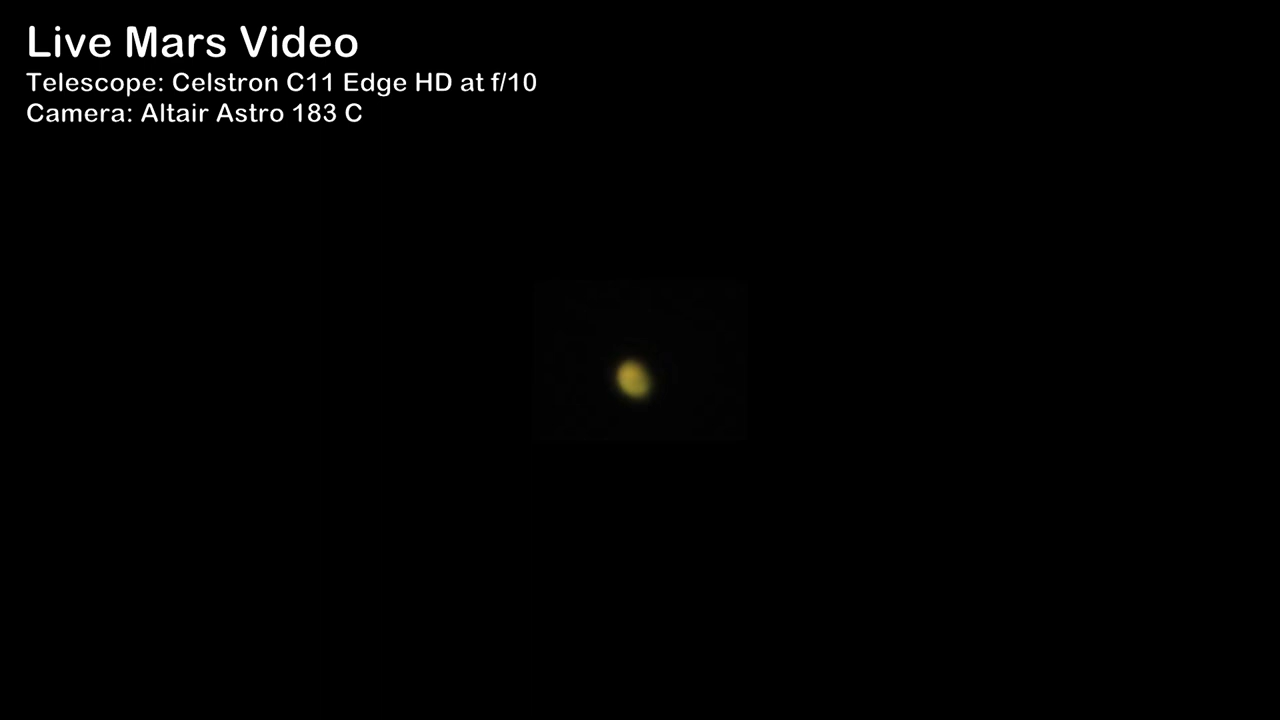 Live Mars Video
Telescope: Celstron C11 Edge HD at f/10
Camera: Altair Astro 183 C